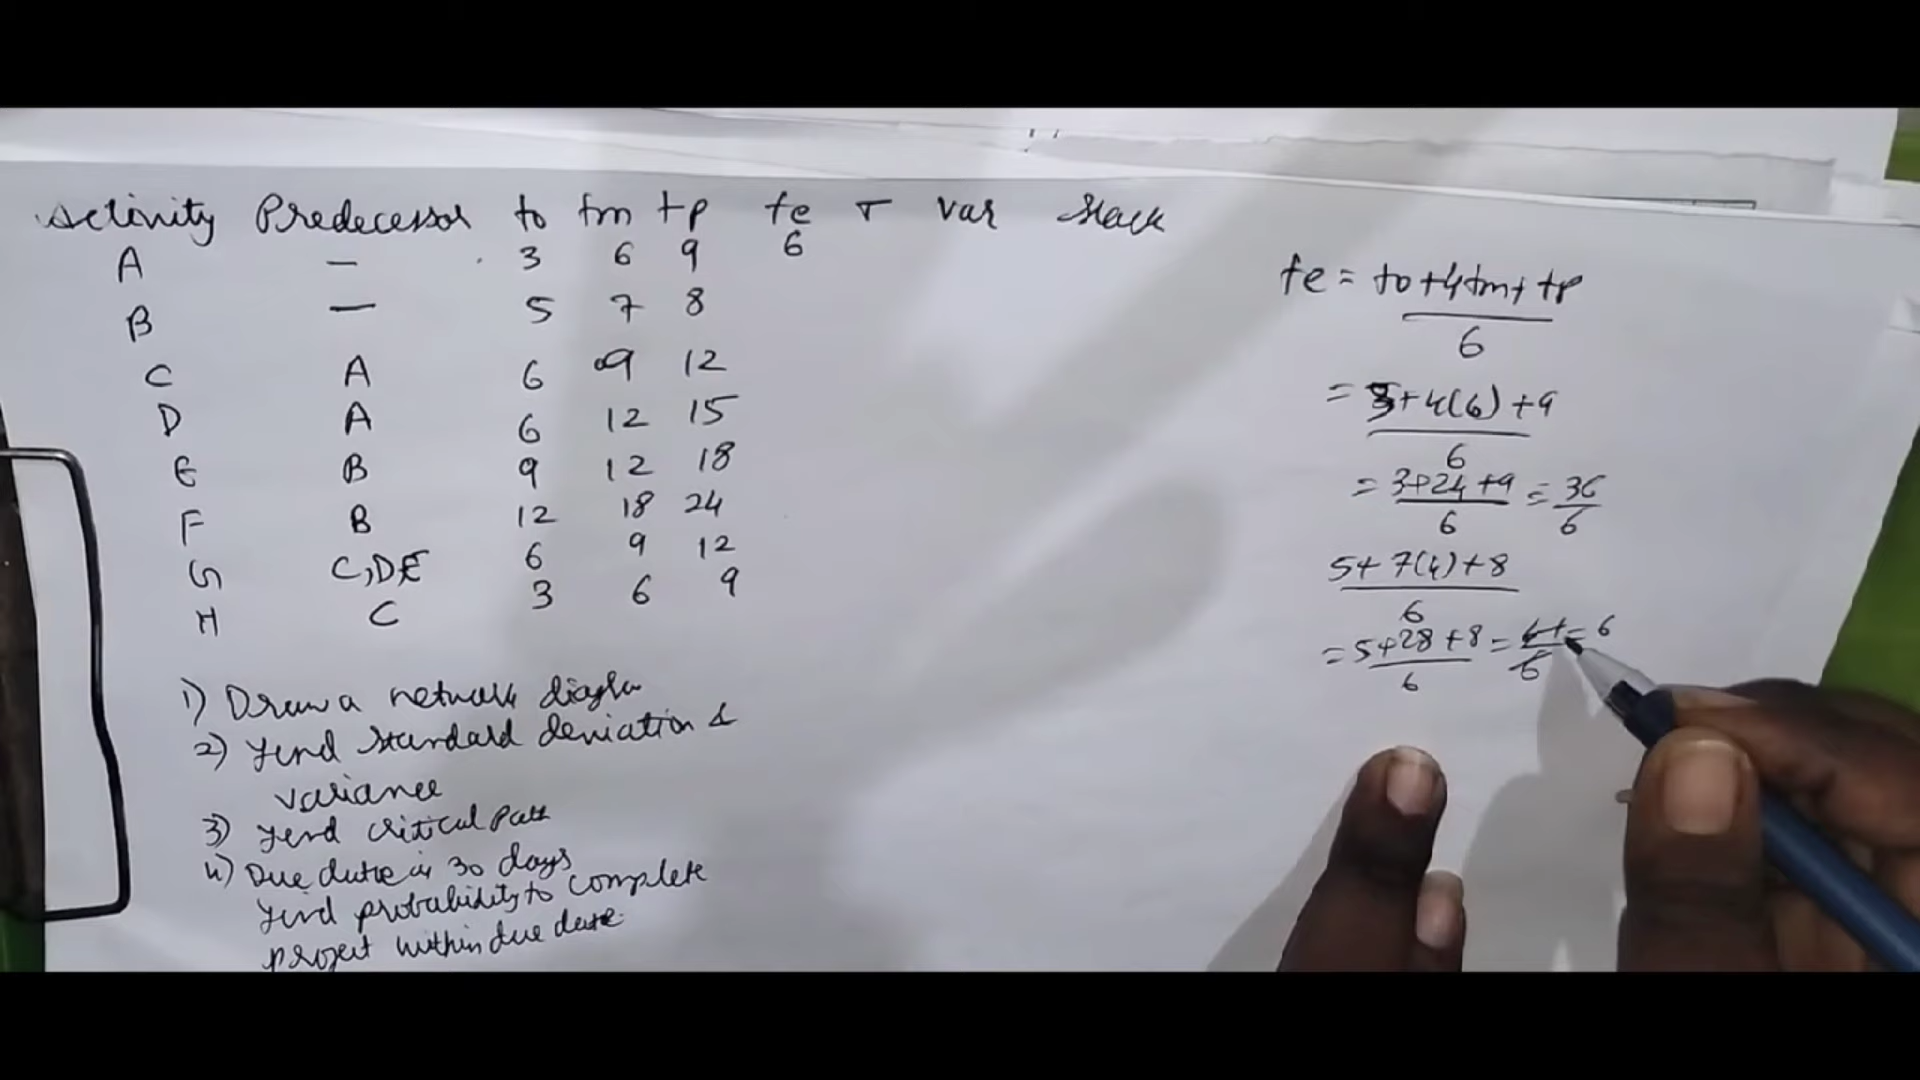 Activity Predecessor to tm tp te σ Var slack
A — 3 6 9 6
B — 5 7 8
C A 6 9 12
D A 6 12 15
E B 9 12 18
F B 12 18 24
G C,DE 6 9 12
H C 3 6 9
1) Draw a network
2) Find standard deviation &
variance
3) Find critical Path
4) Due date is 30 days
Find probability to complete
project within due date.
te = to+4tm+tp
6
= 3+4(6)+9
6
= 3+24+9 = 36
6 6
5+7(4)+8
6
= 5+28+8 = = 6
6 6